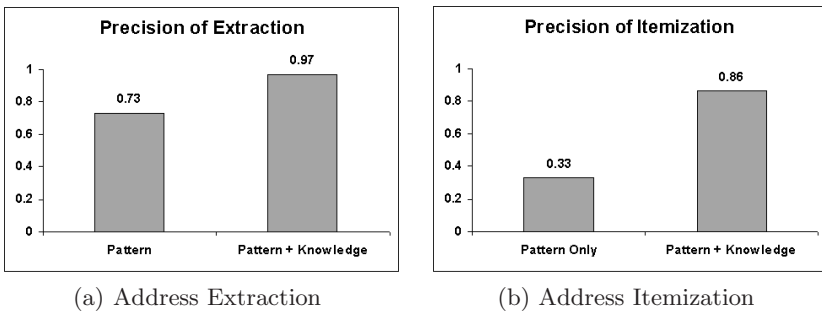 Precision of Extraction
1
0.8
0.6
0.4
0.2
0
0.73
0.97
Pattern
Pattern + Knowledge
(a) Address Extraction
Precision of Itemization
1
0.8
0.6
0.4
0.2
0
0.33
0.86
Pattern Only
Pattern + Knowledge
(b) Address Itemization